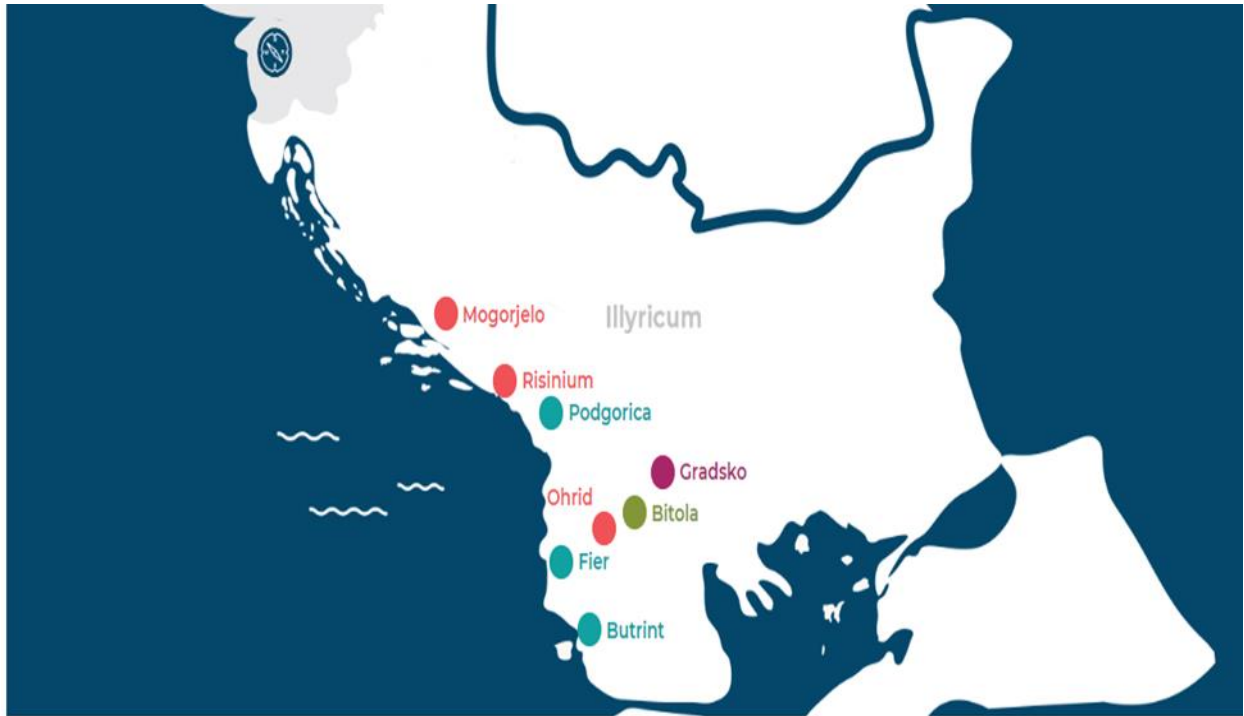 Mogorjelo
Illyricum
Risinium
Podgorica
Gradsko
Ohrid
Bitola
Fier
Butrint